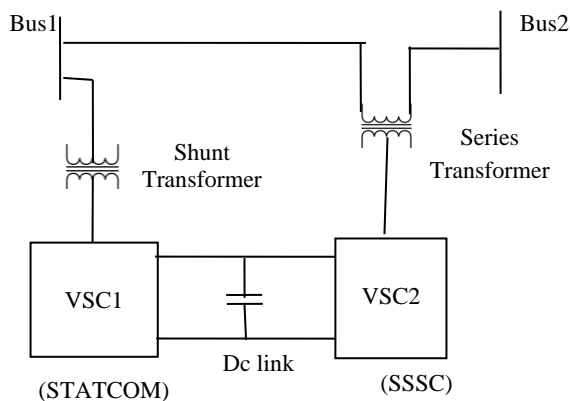 Bus1
Bus2
Shunt
Transformer
Series
Transformer
VSC1
VSC2
Dc link
(STATCOM)
(SSSC)